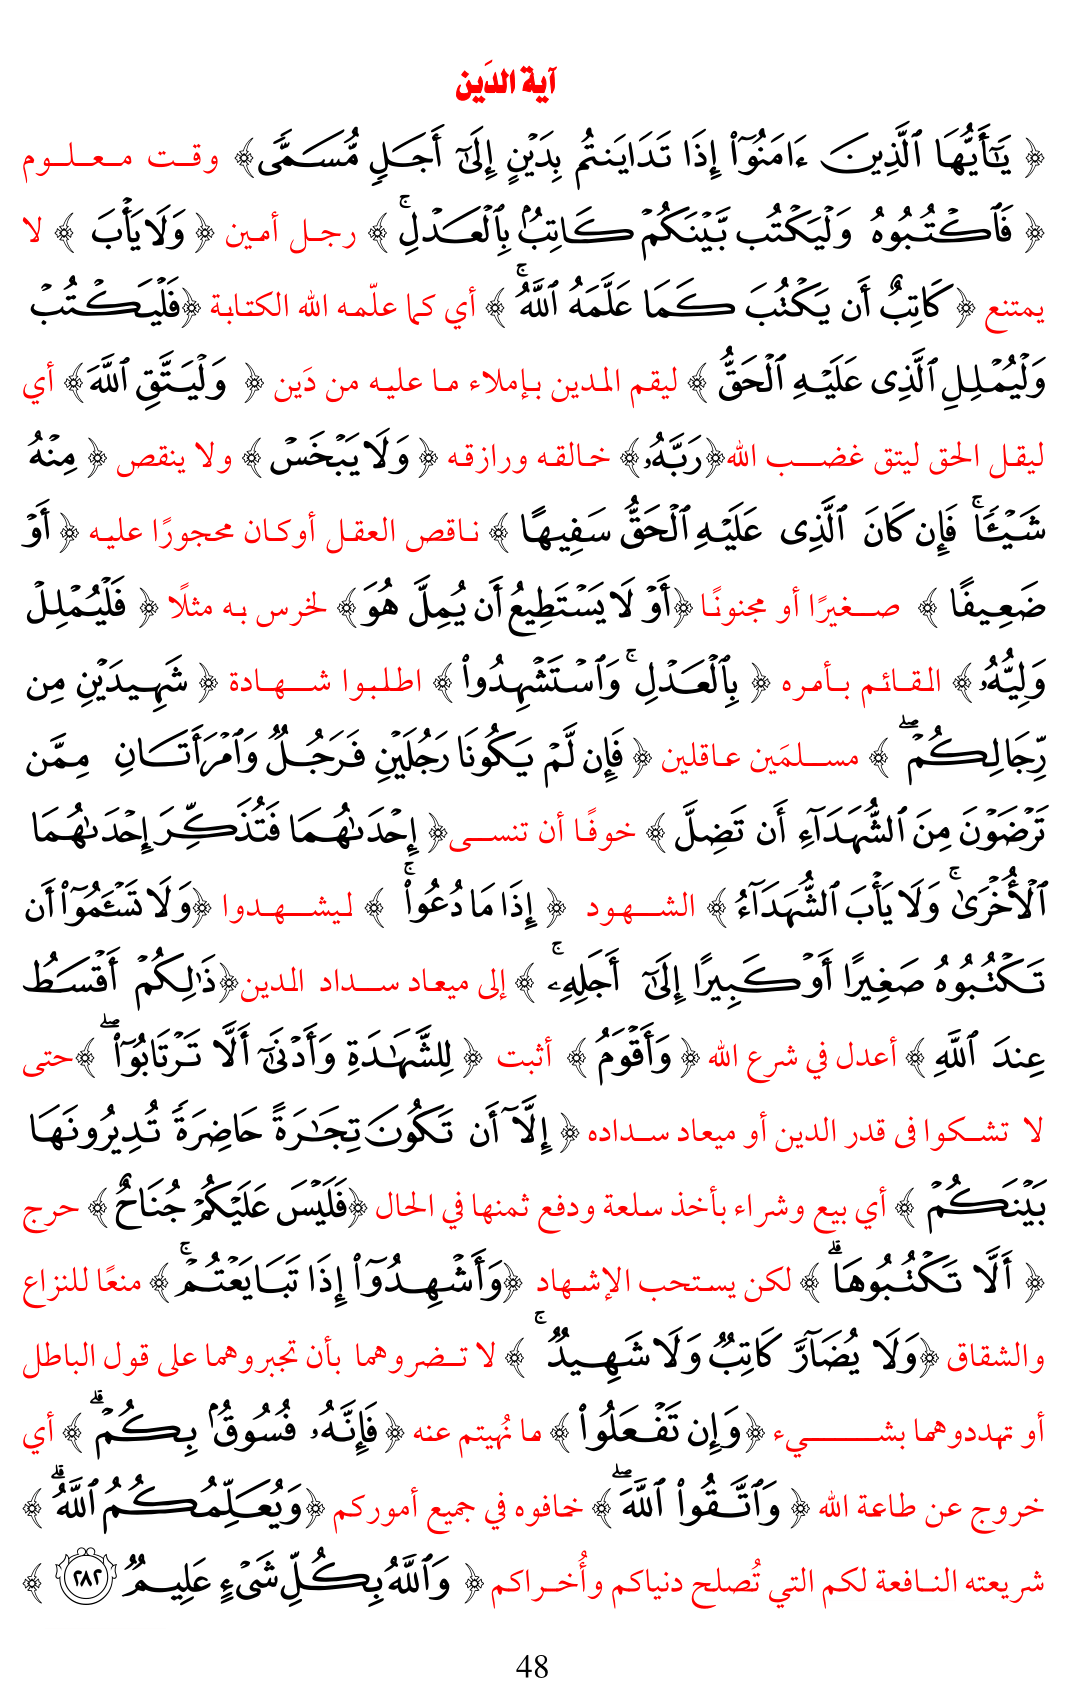 آية الدَين
﴿ يَٰٓأَيُّهَا ٱلَّذِينَ ءَامَنُوٓاْ إِذَا تَدَايَنتُم بِدَيۡنٍ إِلَىٰٓ أَجَلٖ مُّسَمّٗى﴾ وقت معلوم
﴿ فَٱكۡتُبُوهُۚ وَلۡيَكۡتُب بَّيۡنَكُمۡ كَاتِبُۢ بِٱلۡعَدۡلِۚ ﴾ رجل أمين ﴿ وَلَا يَأۡبَ ﴾ لا
يمتنع ﴿ كَاتِبٌ أَن يَكۡتُبَ كَمَا عَلَّمَهُ ٱللَّهُۚ ﴾ أي كما علّمه الله الكتابة ﴿فَلۡيَكۡتُبۡ
وَلۡيُمۡلِلِ ٱلَّذِي عَلَيۡهِ ٱلۡحَقُّ ﴾ ليقم المدين بإملاء ما عليه من دَين ﴿ وَلۡيَتَّقِ ٱللَّهَ﴾ أي
ليقل الحق ليتق غضب الله﴿رَبَّهُۥ﴾ خالقه ورازقه ﴿ وَلَا يَبۡخَسۡ ﴾ ولا ينقص ﴿ مِنۡهُ
شَيۡـٔٗاۚ فَإِن كَانَ ٱلَّذِي عَلَيۡهِ ٱلۡحَقُّ سَفِيهًا ﴾ ناقص العقل أوكان محجورًا عليه ﴿ أَوۡ
ضَعِيفًا ﴾ صغيرًا أو مجنونًا ﴿أَوۡ لَا يَسۡتَطِيعُ أَن يُمِلَّ هُوَ﴾ لخرس به مثلًا ﴿ فَلۡيُمۡلِلۡ
وَلِيُّهُۥ ﴾ القائم بأمره ﴿ بِٱلۡعَدۡلِۚ وَٱسۡتَشۡهِدُواْ ﴾ اطلبوا شهادة ﴿ شَهِيدَيۡنِ مِن
رِّجَالِكُمۡۖ ﴾ مسلمَين عاقلين ﴿ فَإِن لَّمۡ يَكُونَا رَجُلَيۡنِ فَرَجُلٞ وَٱمۡرَأَتَانِ مِمَّن
تَرۡضَوۡنَ مِنَ ٱلشُّهَدَآءِ أَن تَضِلَّ ﴾ خوفًا أن تنسى﴿ إِحۡدَىٰهُمَا فَتُذَكِّرَ إِحۡدَىٰهُمَا
ٱلۡأُخۡرَىٰۚ وَلَا يَأۡبَ ٱلشُّهَدَآءُ ﴾ الشهود ﴿ إِذَا مَا دُعُواْۚ ﴾ ليشهدوا ﴿وَلَا تَسۡـَٔمُوٓاْ أَن
تَكۡتُبُوهُ صَغِيرًا أَوۡ كَبِيرًا إِلَىٰٓ أَجَلِهِۦۚ ﴾ إلى ميعاد سداد المدين﴿ذَٰلِكُمۡ أَقۡسَطُ
عِندَ ٱللَّهِ ﴾ أعدل في شرع الله ﴿ وَأَقۡوَمُ ﴾ أثبت ﴿ لِلشَّهَٰدَةِ وَأَدۡنَىٰٓ أَلَّا تَرۡتَابُوٓاْۖ ﴾حتى
لا تشكوا فى قدر الدين أو ميعاد سداده ﴿ إِلَّآ أَن تَكُونَ تِجَٰرَةً حَاضِرَةٗ تُدِيرُونَهَا
بَيۡنَكُمۡ ﴾ أي بيع وشراء بأخذ سلعة ودفع ثمنها في الحال ﴿فَلَيۡسَ عَلَيۡكُمۡ جُنَاحٌ ﴾ حرج
﴿ أَلَّا تَكۡتُبُوهَاۗ ﴾ لكن يستحب الإشهاد ﴿وَأَشۡهِدُوٓاْ إِذَا تَبَايَعۡتُمۡۚ ﴾ منعًا للنزاع
والشقاق ﴿وَلَا يُضَآرَّ كَاتِبٞ وَلَا شَهِيدٞۚ ﴾ لا تضروهما بأن تجبروهما على قول الباطل
أو تهددوهما بشيء ﴿وَإِن تَفۡعَلُواْ ﴾ ما نُهيتم عنه ﴿ فَإِنَّهُۥ فُسُوقُۢ بِكُمۡۗ ﴾ أي
خروج عن طاعة الله ﴿ وَٱتَّقُواْ ٱللَّهَۖ ﴾ خافوه في جميع أموركم ﴿وَيُعَلِّمُكُمُ ٱللَّهُۗ ﴾
شريعته النافعة لكم التي تُصلح دنياكم وأُخراكم ﴿ وَٱللَّهُ بِكُلِّ شَيۡءٍ عَلِيمٞ ٢٨٢ ﴾
48